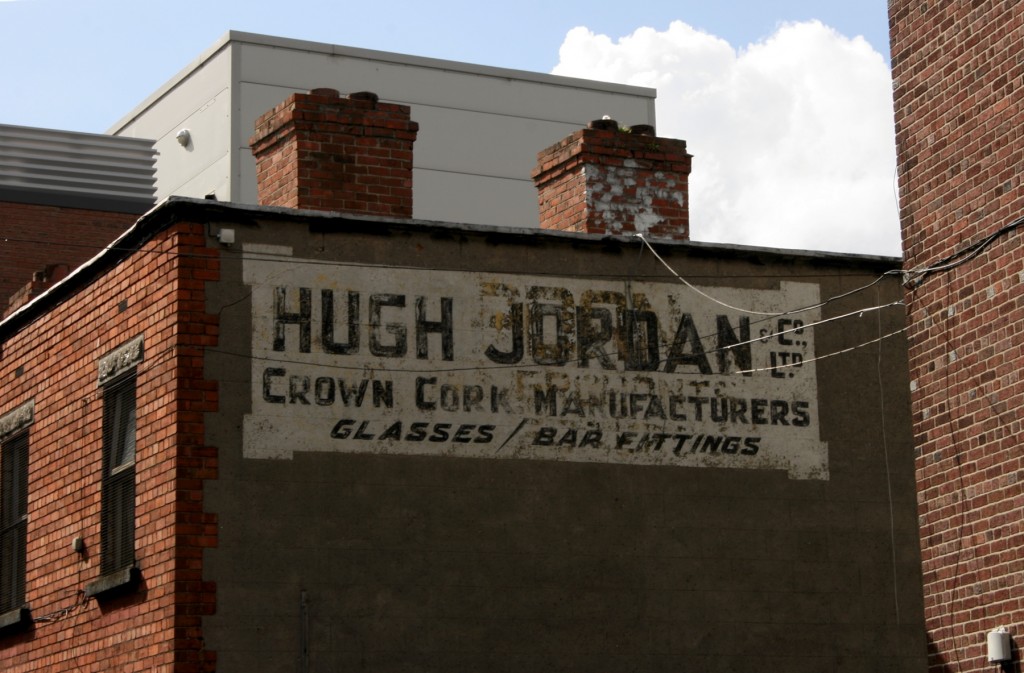 HUGH JORDAN & CO., LTD.
CROWN CORK MANUFACTURERS
GLASSES / BAR FITTINGS